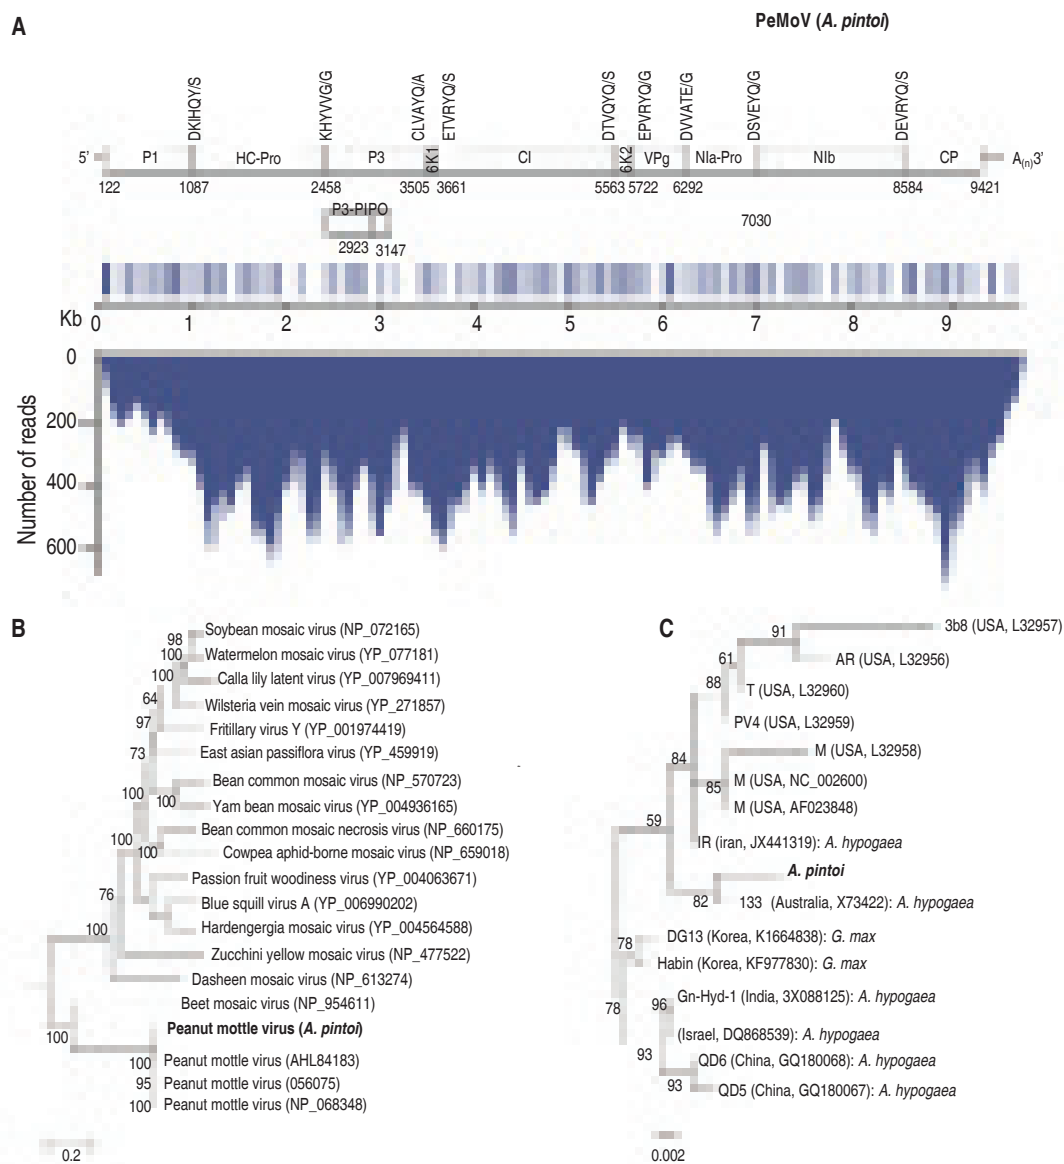 A
PeMoV (A. pintoi)
DKIHQY/S
KHYVVG/G
CLVAYQ/A
ETVRYQ/S
DTVQYQ/S
EPVRYQ/G
DVVATE/G
DSVEYQ/G
DEVRYQ/S
5' P1 HC-Pro P3 6K1 CI 6K2 VPg NIa-Pro NIb CP A(n)3'
122 1087 2458 3505 3661 5563 5722 6292 8584 9421
P3-PIPO
7030
2923 3147
Kb 0 1 2 3 4 5 6 7 8 9
Number of reads
0
200
400
600
B
Soybean mosaic virus (NP_072165)
98
Watermelon mosaic virus (YP_077181)
100
Calla lily latent virus (YP_007969411)
100
Wilsteria vein mosaic virus (YP_271857)
64
Fritillary virus Y (YP_001974419)
97
East asian passiflora virus (YP_459919)
73
Bean common mosaic virus (NP_570723)
100
100
Yam bean mosaic virus (YP_004936165)
Bean common mosaic necrosis virus (NP_660175)
100
100
Cowpea aphid-borne mosaic virus (NP_659018)
Passion fruit woodiness virus (YP_004063671)
76
Blue squill virus A (YP_006990202)
Hardengergia mosaic virus (YP_004564588)
100
Zucchini yellow mosaic virus (NP_477522)
Dasheen mosaic virus (NP_613274)
Beet mosaic virus (NP_954611)
Peanut mottle virus (A. pintoi)
100
Peanut mottle virus (AHL84183)
100
Peanut mottle virus (056075)
95
Peanut mottle virus (NP_068348)
100
0.2
C
3b8 (USA, L32957)
91
AR (USA, L32956)
61
T (USA, L32960)
88
PV4 (USA, L32959)
M (USA, L32958)
84
M (USA, NC_002600)
85
M (USA, AF023848)
59
IR (iran, JX441319): A. hypogaea
A. pintoi
82
133 (Australia, X73422): A. hypogaea
DG13 (Korea, K1664838): G. max
78
Habin (Korea, KF977830): G. max
Gn-Hyd-1 (India, 3X088125): A. hypogaea
96
78
(Israel, DQ868539): A. hypogaea
93
QD6 (China, GQ180068): A. hypogaea
93
QD5 (China, GQ180067): A. hypogaea
0.002